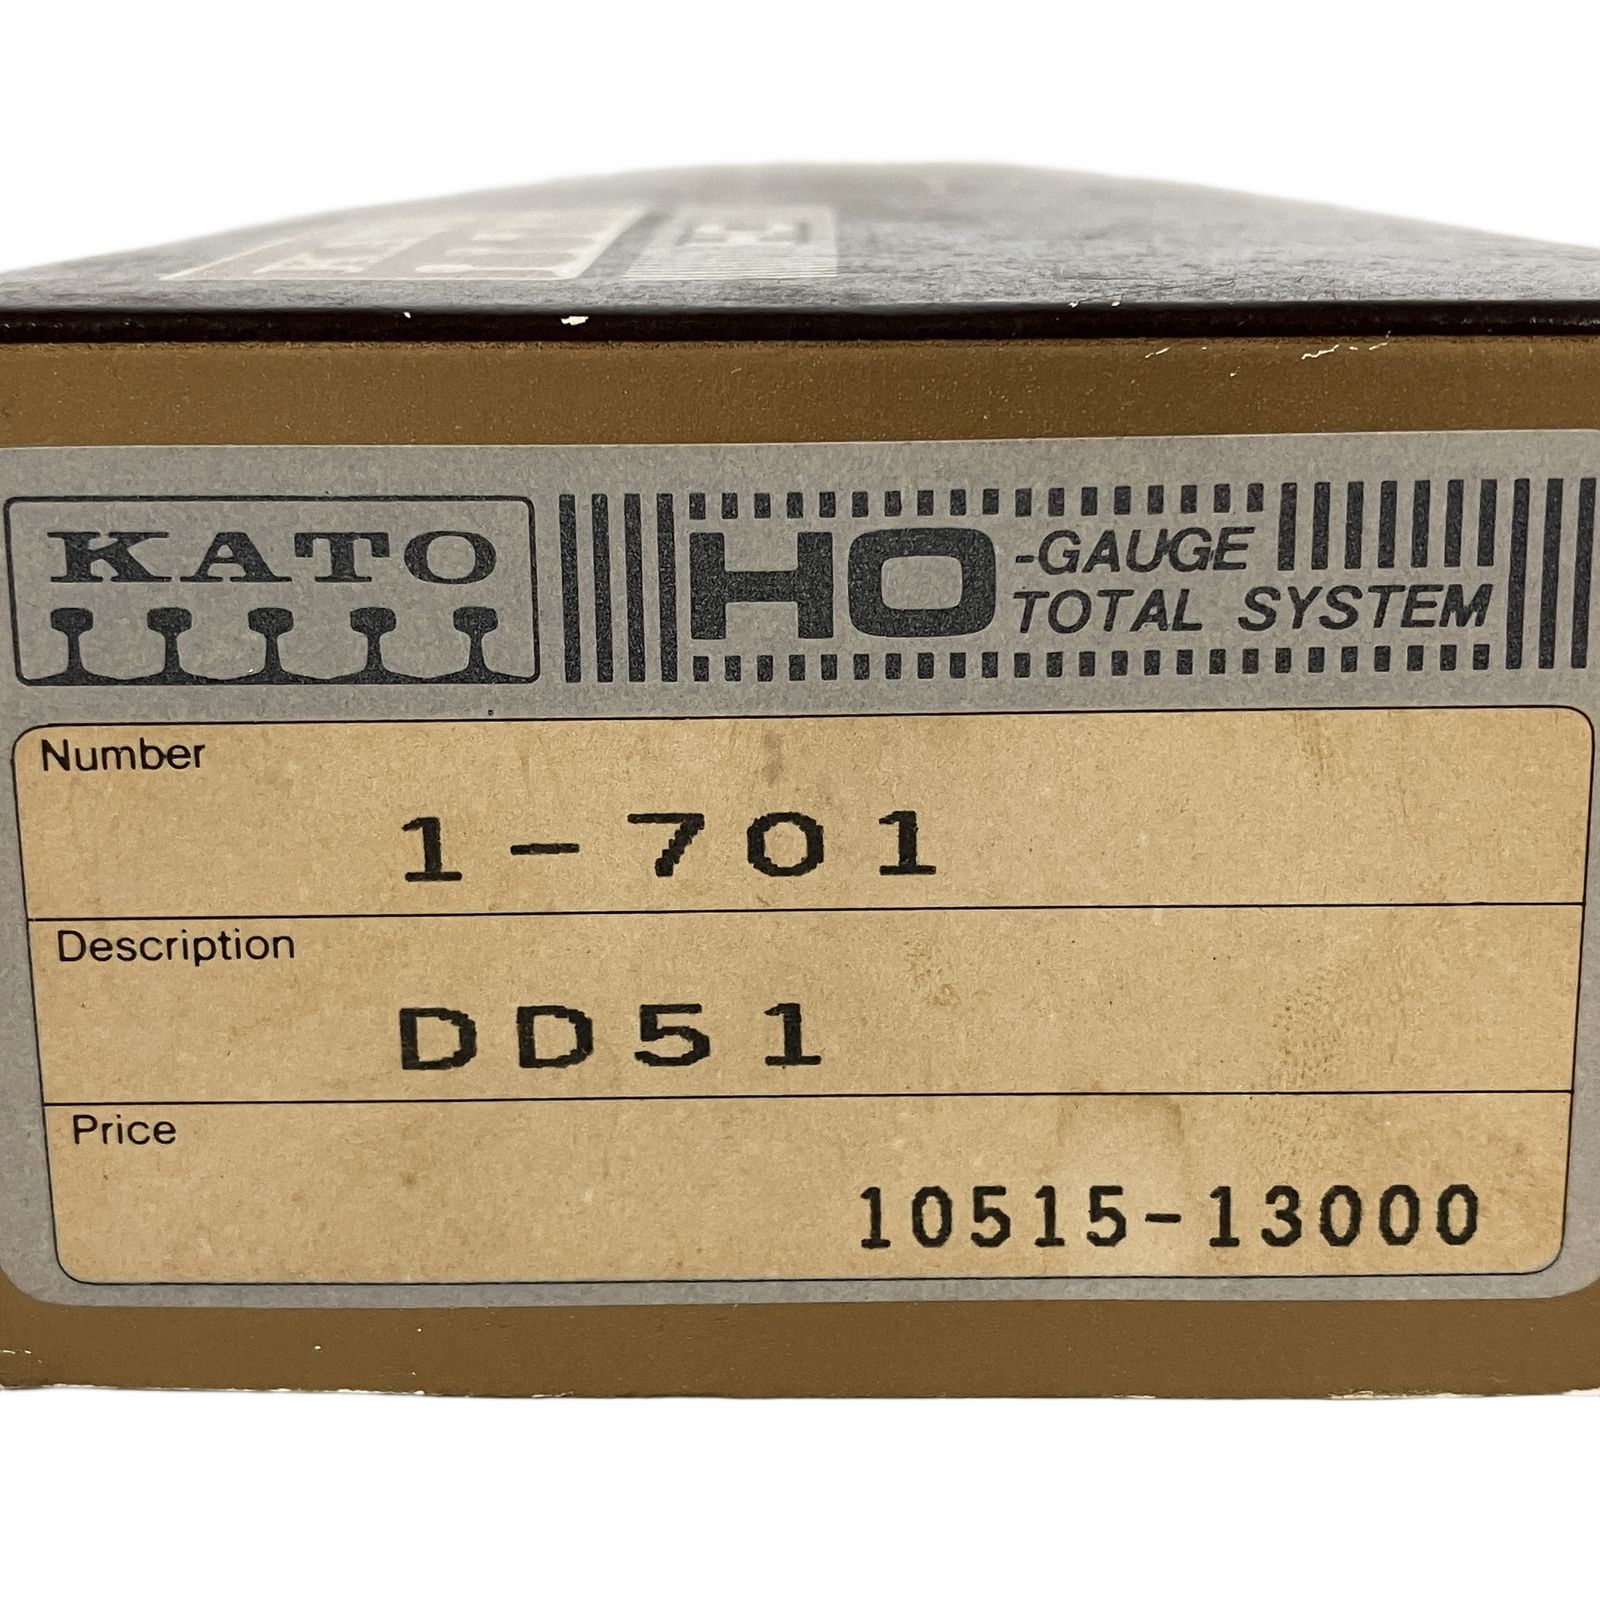 KATO
HO
-GAUGE
TOTAL SYSTEM
Number
1-701
Description
DD51
Price
10515-13000